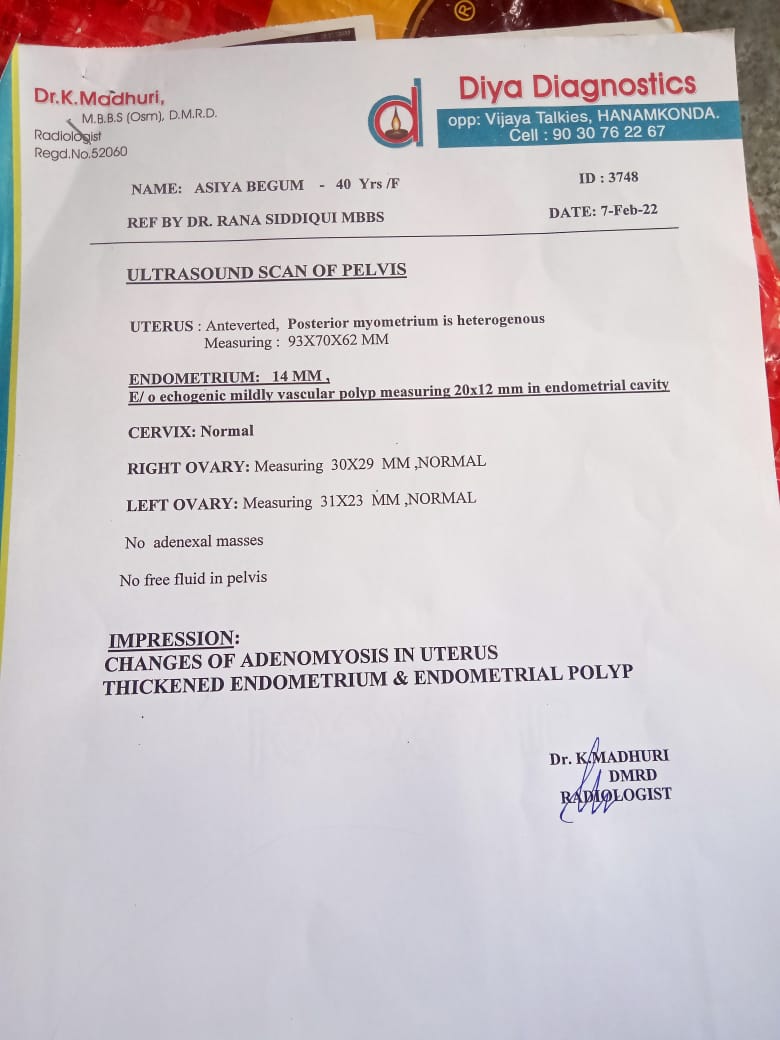 Dr.K.Madhuri,
M.B.B.S (Osm), D.M.R.D.
Radiologist
Regd.No.52060
Diya Diagnostics
opp: Vijaya Talkies, HANAMKONDA.
Cell : 90 30 76 22 67
NAME: ASIYA BEGUM - 40 Yrs /F
ID : 3748
REF BY DR. RANA SIDDIQUI MBBS
DATE: 7-Feb-22
ULTRASOUND SCAN OF PELVIS
UTERUS : Anteverted, Posterior myometrium is heterogenous
Measuring : 93X70X62 MM
ENDOMETRIUM: 14 MM ,
E/ o echogenic mildly vascular polyp measuring 20x12 mm in endometrial cavity
CERVIX: Normal
RIGHT OVARY: Measuring 30X29 MM ,NORMAL
LEFT OVARY: Measuring 31X23 MM ,NORMAL
No adenexal masses
No free fluid in pelvis
IMPRESSION:
CHANGES OF ADENOMYOSIS IN UTERUS
THICKENED ENDOMETRIUM & ENDOMETRIAL POLYP
Dr. K.MADHURI
DMRD
RADIOLOGIST